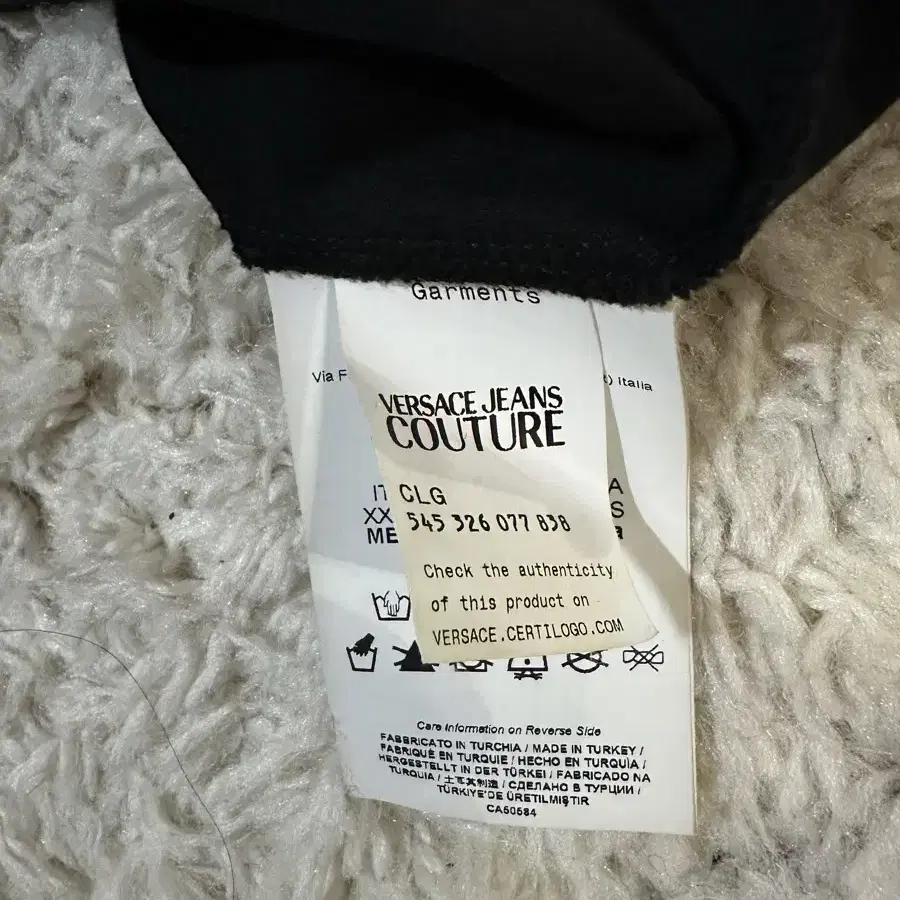 Garments
Via F
) Italia
VERSACE JEANS
COUTURE
IT
A
XX
S
ME
a
CLG
545 326 077 838
Check the authenticity
of this product on
VERSACE.CERTILOGO.COM
Care Information on Reverse Side
FABBRICATO IN TURCHIA / MADE IN TURKEY /
FABRIQUÉ EN TURQUIE / HECHO EN TURQUÍA /
HERGESTELLT IN DER TÜRKEI / FABRICADO NA
TURQUIA / 土耳其制造 / СДЕЛАНО В ТУРЦИИ /
TÜRKIYE'DE ÜRETILMIŞTIR
CA50584